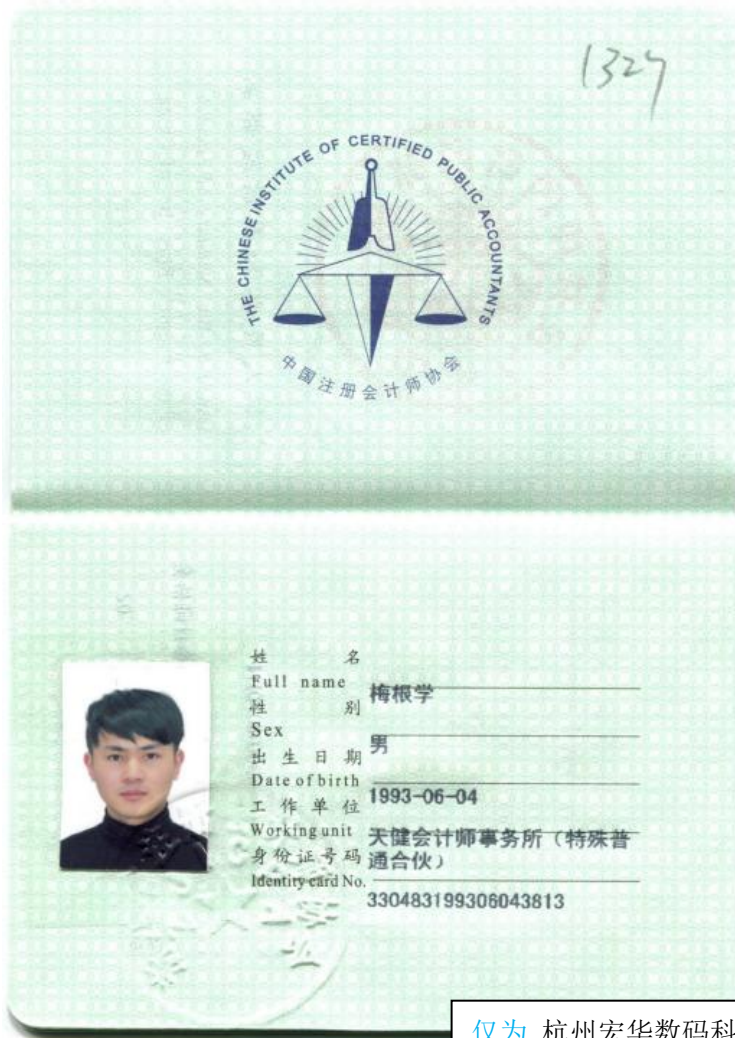 1327
THE CHINESE INSTITUTE OF CERTIFIED PUBLIC ACCOUNTANTS
中国注册会计师协会
姓 名
Full name
梅根学
性 别
Sex
男
出 生 日 期
Date of birth
1993-06-04
工 作 单 位
Working unit
天健会计师事务所（特殊普
通合伙）
身份证号码
Identity card No.
330483199306043813
仅为 杭州宏华数码科